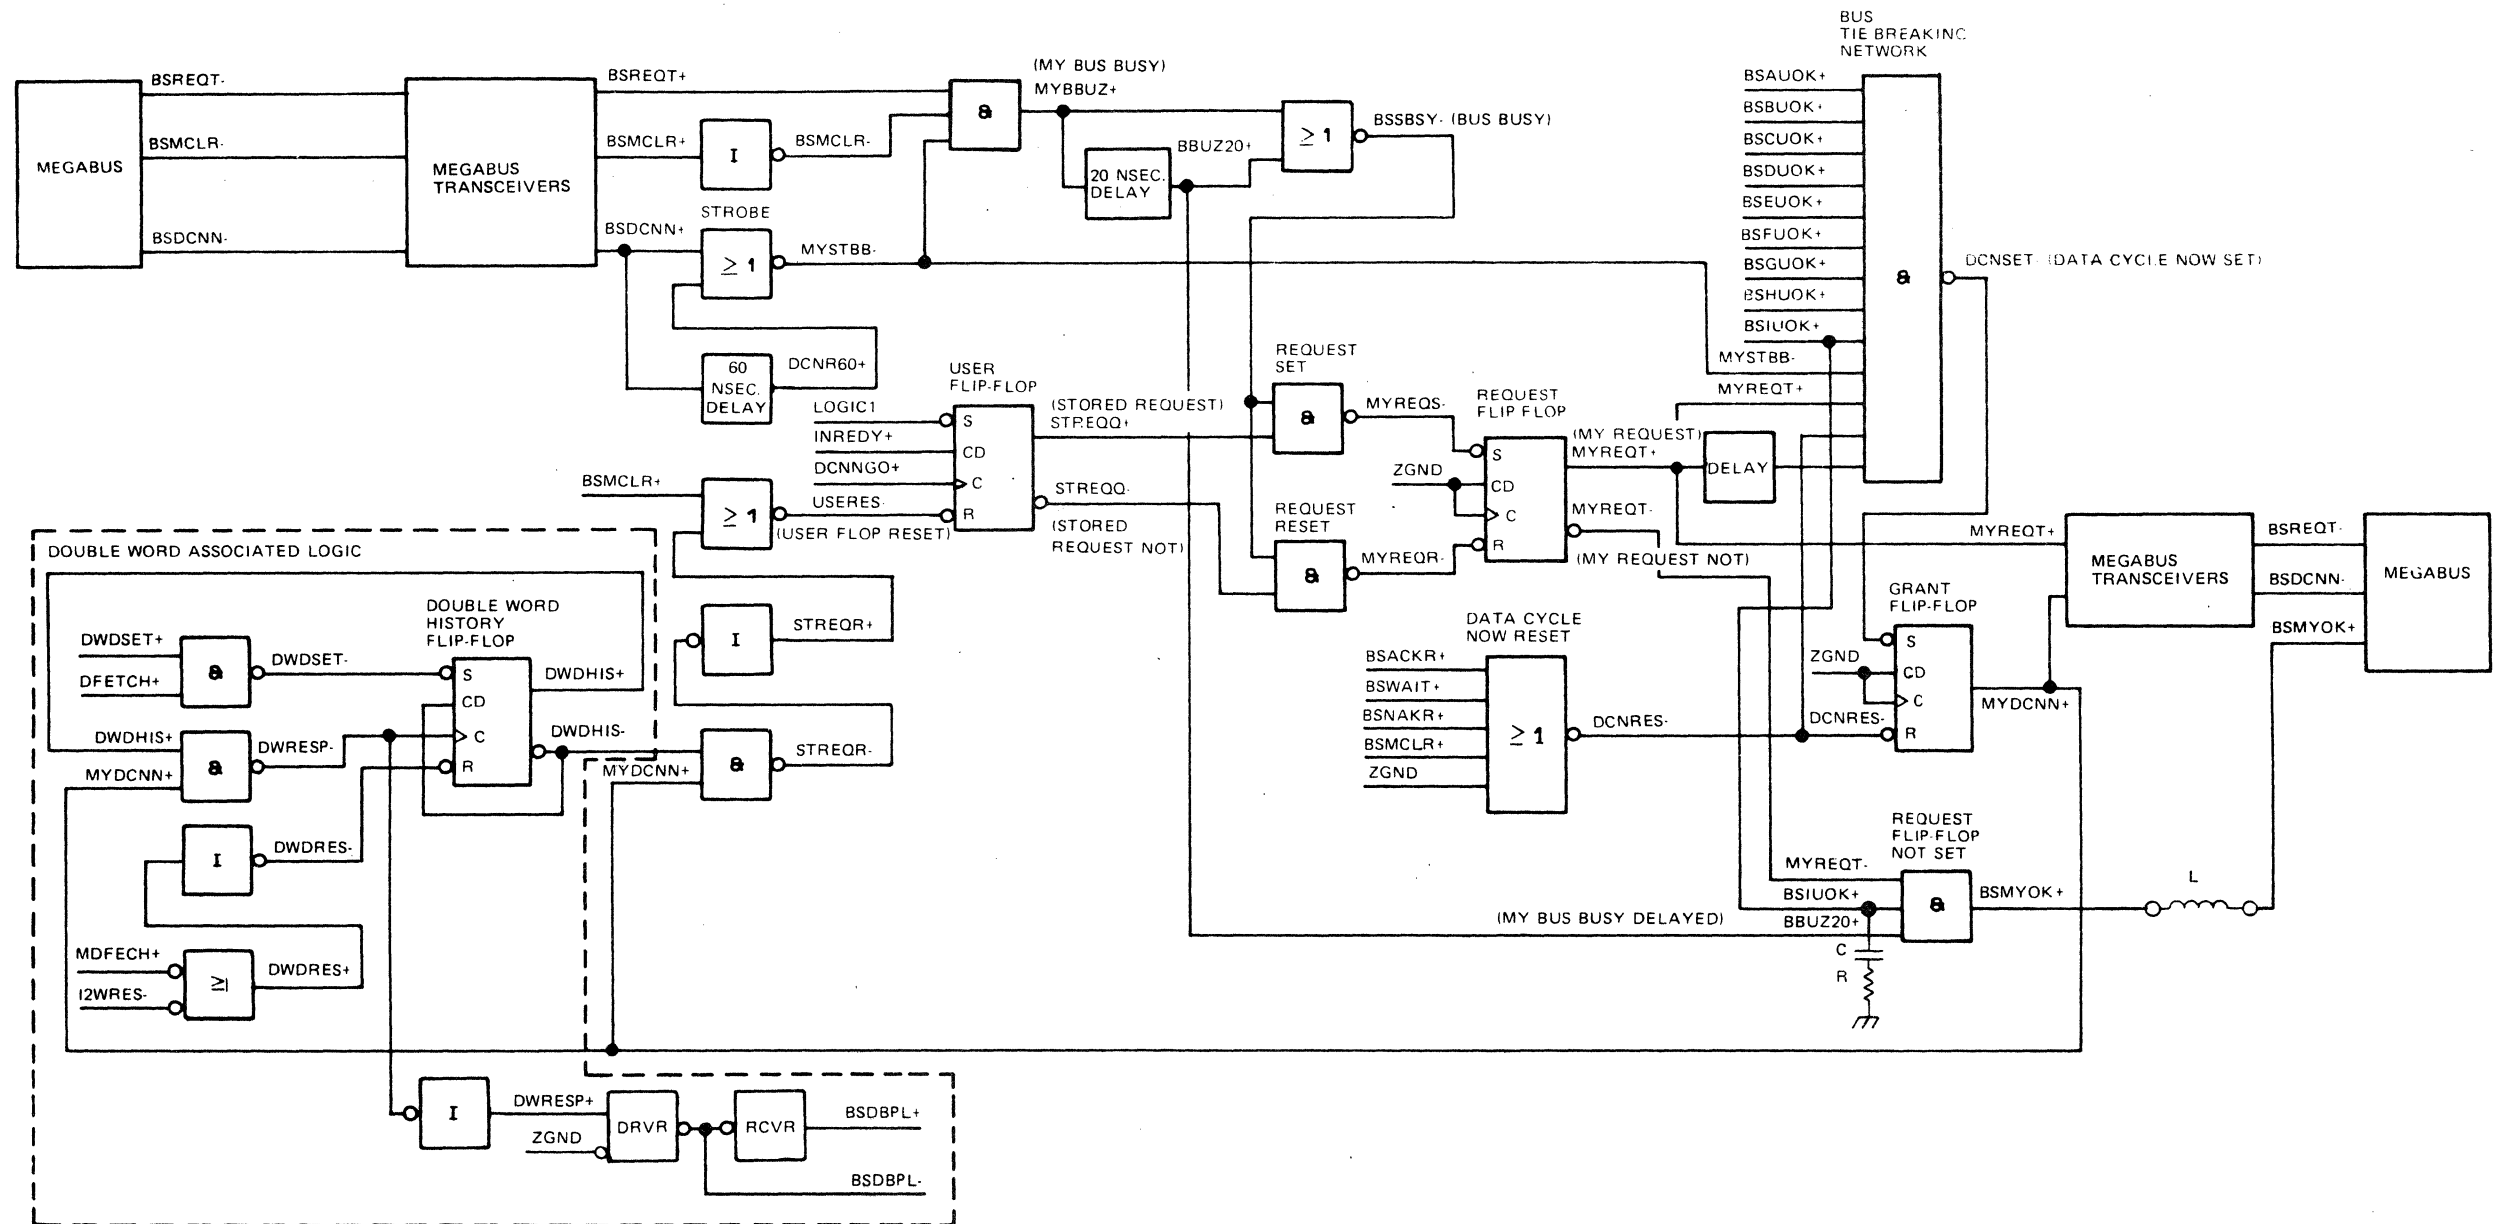 BUS
TIE BREAKING
NETWORK
MEGABUS
BSREQT-
BSMCLR-
BSDCNN-
MEGABUS
TRANSCEIVERS
BSREQT+
BSMCLR+
I
BSMCLR-
BSDCNN+
STROBE
≥ 1
MYSTBB-
60
NSEC.
DELAY
DCNR60+
&
(MY BUS BUSY)
MYBBUZ+
20 NSEC.
DELAY
BBUZ20+
≥ 1
BSSBSY- (BUS BUSY)
BSAUOK+
BSBUOK+
BSCUOK+
BSDUOK+
BSEUOK+
BSFUOK+
BSGUOK+
BSHUOK+
BSIUOK+
MYSTBB-
MYREQT+
&
DCNSET- (DATA CYCLE NOW SET)
USER
FLIP-FLOP
LOGIC1
INREDY+
DCNNGO+
S
CD
C
R
BSMCLR+
≥ 1
USERES-
(USER FLOP RESET)
(STORED REQUEST)
STREQQ+
STREQQ-
(STORED
REQUEST NOT)
REQUEST
SET
&
MYREQS-
REQUEST
RESET
&
MYREQR-
REQUEST
FLIP FLOP
ZGND
S
CD
C
R
(MY REQUEST)
MYREQT+
MYREQT-
(MY REQUEST NOT)
DELAY
MYREQT+
MEGABUS
TRANSCEIVERS
BSREQT-
BSDCNN-
BSMYOK+
MEGABUS
GRANT
FLIP-FLOP
ZGND
S
CD
C
R
DCNRES-
MYDCNN+
DATA CYCLE
NOW RESET
BSACKR+
BSWAIT+
BSNAKR+
BSMCLR+
ZGND
≥ 1
DCNRES-
REQUEST
FLIP-FLOP
NOT SET
MYREQT-
BSIUOK+
BBUZ20+
(MY BUS BUSY DELAYED)
&
BSMYOK+
L
C
R
DOUBLE WORD ASSOCIATED LOGIC
DOUBLE WORD
HISTORY
FLIP-FLOP
DWDSET+
DFETCH+
&
DWDSET-
S
CD
C
R
DWDHIS+
DWDHIS-
DWDHIS+
MYDCNN+
&
DWRESP-
I
DWDRES-
MDFECH+
I2WRES-
≥1
DWDRES+
I
STREQR+
MYDCNN+
&
STREQR-
I
DWRESP+
ZGND
DRVR
RCVR
BSDBPL+
BSDBPL-